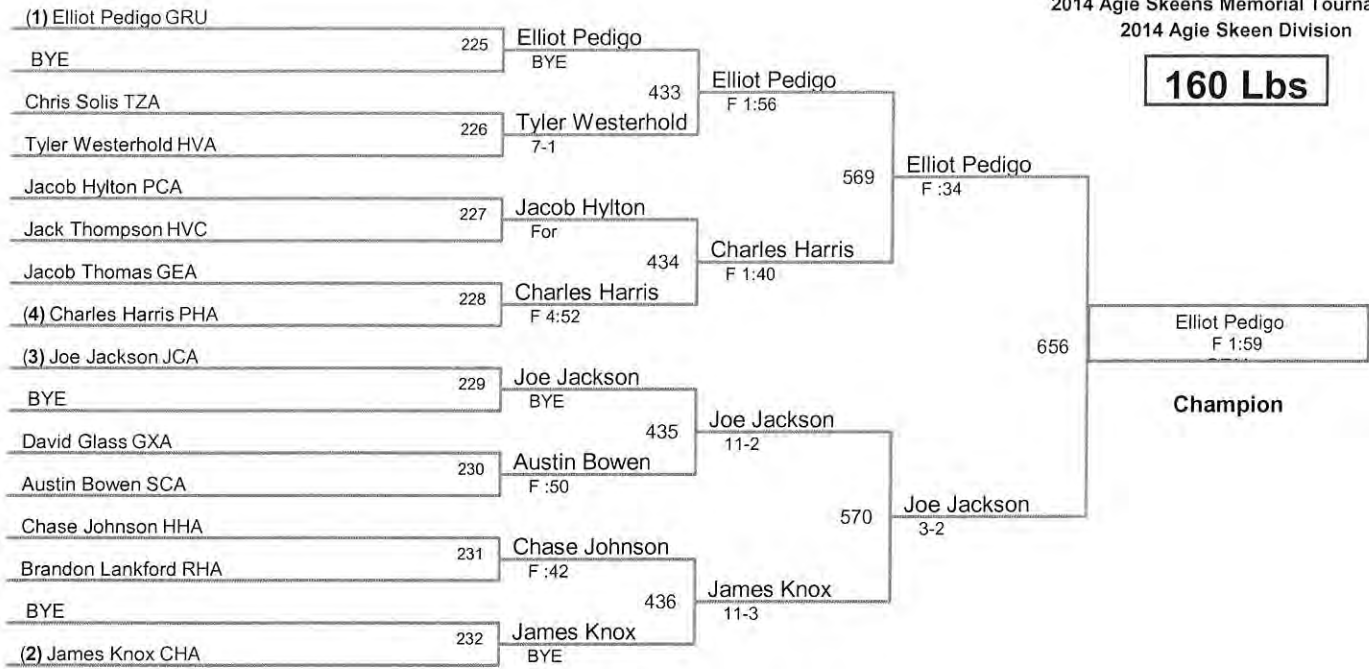 2014 Agie Skeens Memorial Tourna
2014 Agie Skeen Division
160 Lbs
(1) Elliot Pedigo GRU
BYE
Chris Solis TZA
Tyler Westerhold HVA
Jacob Hylton PCA
Jack Thompson HVC
Jacob Thomas GEA
(4) Charles Harris PHA
(3) Joe Jackson JCA
BYE
David Glass GXA
Austin Bowen SCA
Chase Johnson HHA
Brandon Lankford RHA
BYE
(2) James Knox CHA
225
226
227
228
229
230
231
232
Elliot Pedigo
BYE
Tyler Westerhold
7-1
Jacob Hylton
For
Charles Harris
F 4:52
Joe Jackson
BYE
Austin Bowen
F :50
Chase Johnson
F :42
James Knox
BYE
433
434
435
436
Elliot Pedigo
F 1:56
Charles Harris
F 1:40
Joe Jackson
11-2
James Knox
11-3
569
570
Elliot Pedigo
F :34
Joe Jackson
3-2
656
Elliot Pedigo
F 1:59
Champion